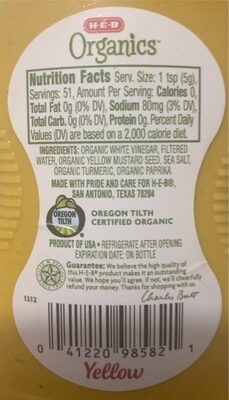 H-E-B
Organics
Nutrition Facts Serv. Size: 1 tsp (5g),
Servings: 51, Amount Per Serving: Calories 0,
Total Fat 0g (0% DV), Sodium 80mg (3% DV),
Total Carb. 0g (0% DV), Protein 0g. Percent Daily
Values (DV) are based on a 2,000 calorie diet.
INGREDIENTS: ORGANIC WHITE VINEGAR, FILTERED
WATER, ORGANIC YELLOW MUSTARD SEED, SEA SALT,
ORGANIC TURMERIC, ORGANIC PAPRIKA.
MADE WITH PRIDE AND CARE FOR H-E-B®,
SAN ANTONIO, TEXAS 78204
OREGON
TILTH
OREGON TILTH
CERTIFIED ORGANIC
PRODUCT OF USA • REFRIGERATE AFTER OPENING
EXPIRATION DATE: ON BOTTLE
Guarantee: We believe the high quality of
this H-E-B® product makes it an outstanding
value. We hope you'll agree. If not, we'll cheerfully
refund your money. Thanks for shopping with us.
1312
Charles Butt
0 41220 98582 1
Yellow